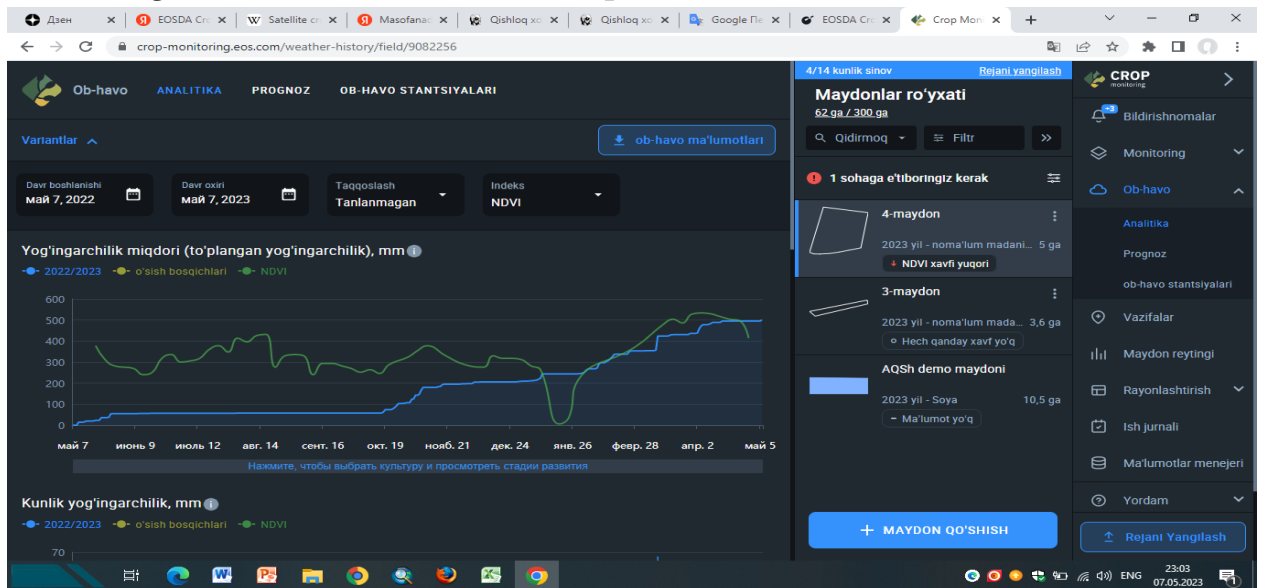 Дзен
EOSDA Cro
Satellite cr
Masofanac
Qishloq xo
Qishloq xo
Google Пе
EOSDA Cro
Crop Moni
crop-monitoring.eos.com/weather-history/field/9082256
Ob-havo ANALITIKA PROGNOZ OB-HAVO STANTSIYALARI
Variantlar
ob-havo ma'lumotlari
Davr boshlanishi
май 7, 2022
Davr oxiri
май 7, 2023
Taqqoslash
Tanlanmagan
Indeks
NDVI
Yog'ingarchilik miqdori (to'plangan yog'ingarchilik), mm
2022/2023 o'sish bosqichlari NDVI
600
500
400
300
200
100
0
май 7 июнь 9 июль 12 авг. 14 сент. 16 окт. 19 нояб. 21 дек. 24 янв. 26 февр. 28 апр. 2 май 5
Нажмите, чтобы выбрать культуру и просмотреть стадии развития
Kunlik yog'ingarchilik, mm
2022/2023 o'sish bosqichlari NDVI
70
4/14 kunlik sinov Rejani yangilash
Maydonlar ro'yxati
62 ga / 300 ga
Qidirmoq Filtr
1 sohaga e'tiboringiz kerak
4-maydon
2023 yil - noma'lum madani... 5 ga
NDVI xavfi yuqori
3-maydon
2023 yil - noma'lum mada... 3,6 ga
Hech qanday xavf yo'q
AQSh demo maydoni
2023 yil - Soya 10,5 ga
Ma'lumot yo'q
+ MAYDON QO'SHISH
CROP
monitoring
+3
Bildirishnomalar
Monitoring
Ob-havo
Analitika
Prognoz
ob-havo stantsiyalari
Vazifalar
Maydon reytingi
Rayonlashtirish
Ish jurnali
Ma'lumotlar menejeri
Yordam
Rejani Yangilash
ENG
23:03
07.05.2023